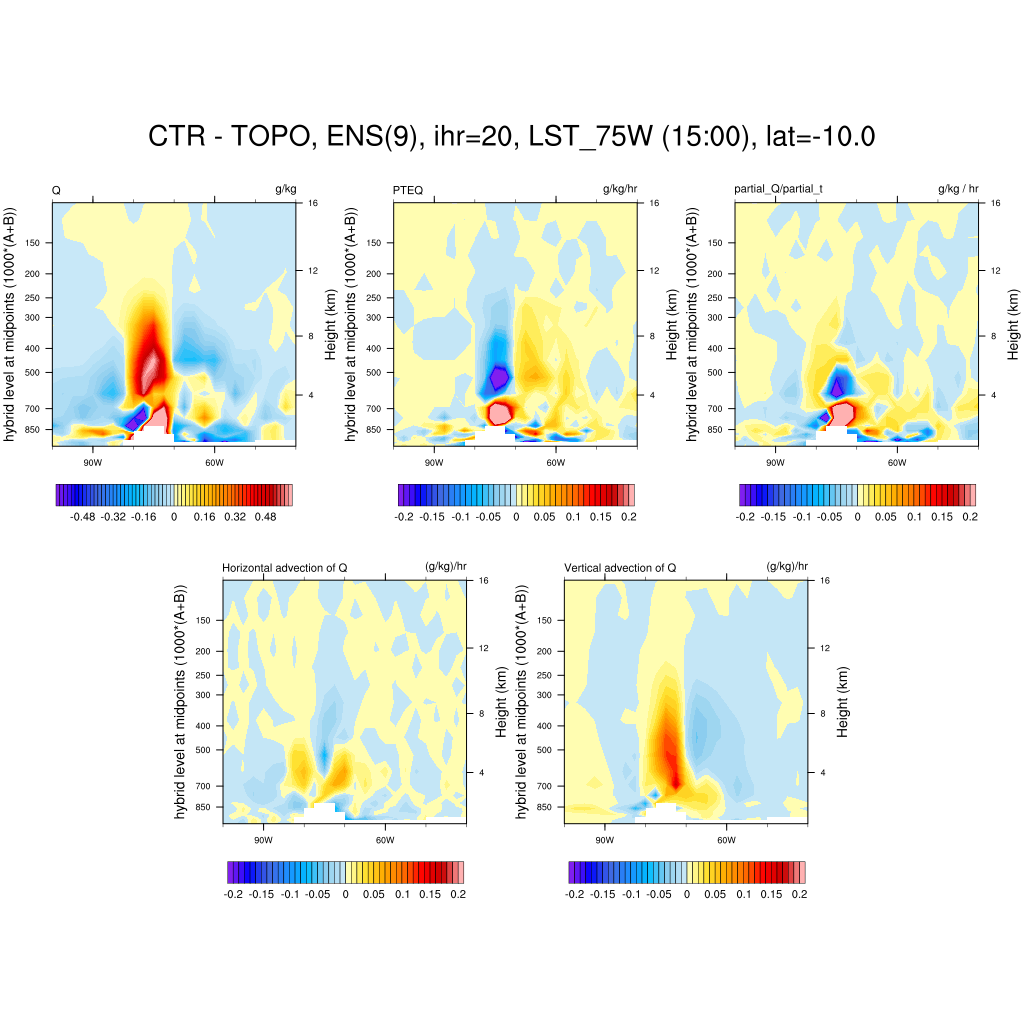 CTR - TOPO, ENS(9), ihr=20, LST_75W (15:00), lat=-10.0
Q g/kg
hybrid level at midpoints (1000*(A+B))
150
200
250
300
400
500
700
850
16
12
8
4
Height (km)
90W 60W
-0.48 -0.32 -0.16 0 0.16 0.32 0.48
PTEQ g/kg/hr
hybrid level at midpoints (1000*(A+B))
150
200
250
300
400
500
700
850
16
12
8
4
Height (km)
90W 60W
-0.2 -0.15 -0.1 -0.05 0 0.05 0.1 0.15 0.2
partial_Q/partial_t g/kg / hr
hybrid level at midpoints (1000*(A+B))
150
200
250
300
400
500
700
850
16
12
8
4
Height (km)
90W 60W
-0.2 -0.15 -0.1 -0.05 0 0.05 0.1 0.15 0.2
Horizontal advection of Q (g/kg)/hr
hybrid level at midpoints (1000*(A+B))
150
200
250
300
400
500
700
850
16
12
8
4
Height (km)
90W 60W
-0.2 -0.15 -0.1 -0.05 0 0.05 0.1 0.15 0.2
Vertical advection of Q (g/kg)/hr
hybrid level at midpoints (1000*(A+B))
150
200
250
300
400
500
700
850
16
12
8
4
Height (km)
90W 60W
-0.2 -0.15 -0.1 -0.05 0 0.05 0.1 0.15 0.2